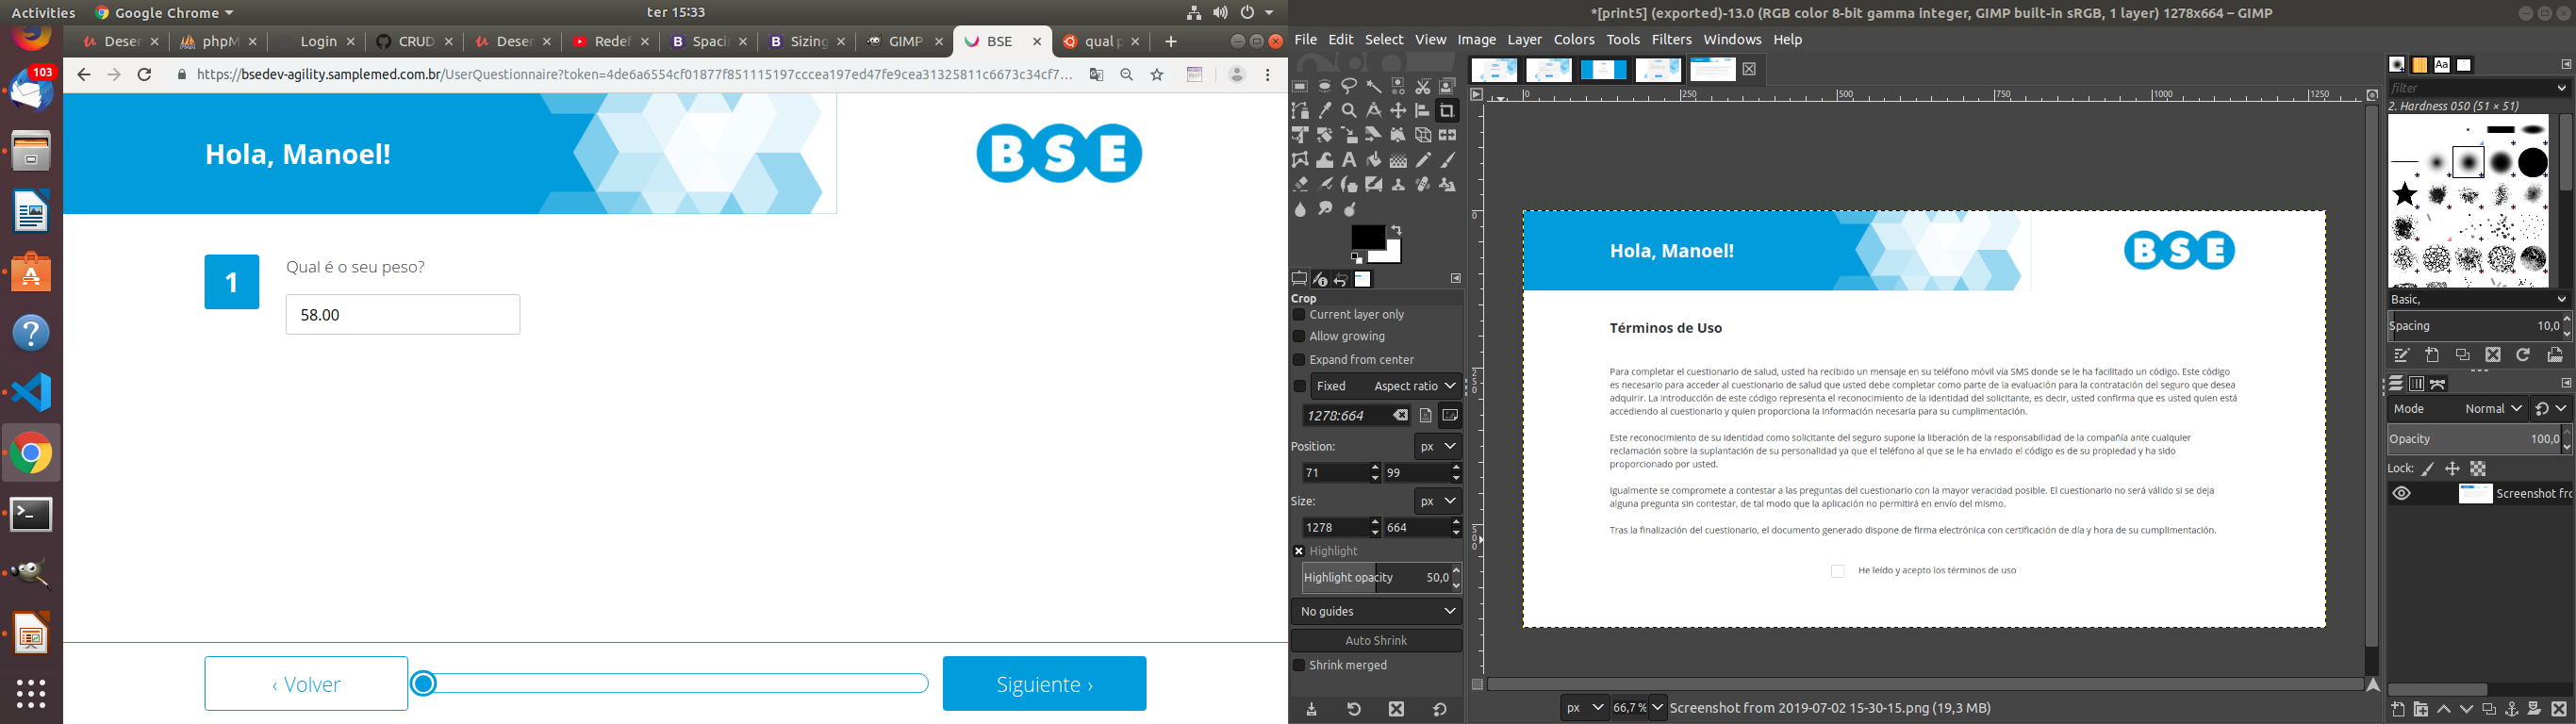 Activities Google Chrome ter 15:33
Deser phpM Login CRUD Deser Redef Spacin Sizing GIMP BSE qual p
https://bsedev-agility.samplemed.com.br/UserQuestionnaire?token=4de6a6554cf01877f851115197cccea197ed47fe9cea31325811c6673c34cf7...
103
Hola, Manoel!
BSE
1
Qual é o seu peso?
58.00
‹ Volver
Siguiente ›
*[print5] (exported)-13.0 (RGB color 8-bit gamma integer, GIMP built-in sRGB, 1 layer) 1278x664 – GIMP
File Edit Select View Image Layer Colors Tools Filters Windows Help
0 250 500 750 1000 1250
0
250
500
Crop
Current layer only
Allow growing
Expand from center
Fixed Aspect ratio
1278:664
Position: px
71 99
Size: px
1278 664
Highlight
Highlight opacity 50,0
No guides
Auto Shrink
Shrink merged
Hola, Manoel!
BSE
Términos de Uso
Para completar el cuestionario de salud, usted ha recibido un mensaje en su teléfono móvil vía SMS donde se le ha facilitado un código. Este código
es necesario para acceder al cuestionario de salud que usted debe completar como parte de la evaluación para la contratación del seguro que desea
adquirir. La introducción de este código representa el reconocimiento de la identidad del solicitante, es decir, usted confirma que es usted quien está
accediendo al cuestionario y quien proporciona la información necesaria para su cumplimentación.
Este reconocimiento de su identidad como solicitante del seguro supone la liberación de la responsabilidad de la compañía ante cualquier
reclamación sobre la suplantación de su personalidad ya que el teléfono al que se le ha enviado el código es de su propiedad y ha sido
proporcionado por usted.
Igualmente se compromete a contestar a las preguntas del cuestionario con la mayor veracidad posible. El cuestionario no será válido si se deja
alguna pregunta sin contestar, de tal modo que la aplicación no permitirá en envío del mismo.
Tras la finalización del cuestionario, el documento generado dispone de firma electrónica con certificación de día y hora de su cumplimentación.
He leído y acepto los términos de uso
px 66,7 % Screenshot from 2019-07-02 15-30-15.png (19,3 MB)
Aa
filter
2. Hardness 050 (51 × 51)
Basic,
Spacing 10,0
Mode Normal
Opacity 100,0
Lock:
Screenshot frc